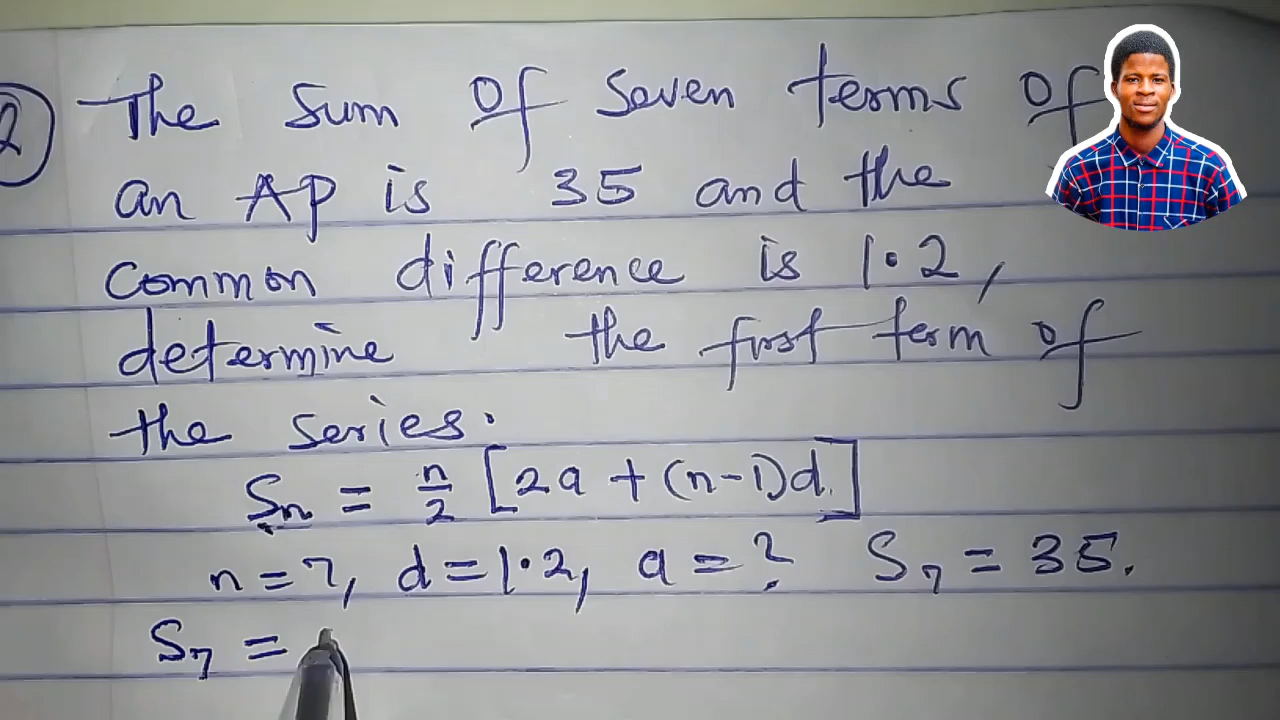 2 The sum of seven terms of
an AP is 35 and the
common difference is 1.2,
determine the first term of
the series.
Sn = n/2 [2a + (n-1)d]
n = 7, d = 1.2, a = ? S7 = 35.
S7 =